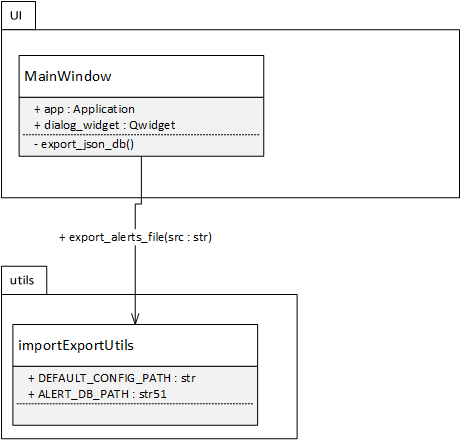 UI
MainWindow
+ app : Application
+ dialog_widget : Qwidget
- export_json_db()
+ export_alerts_file(src : str)
utils
importExportUtils
+ DEFAULT_CONFIG_PATH : str
+ ALERT_DB_PATH : str51